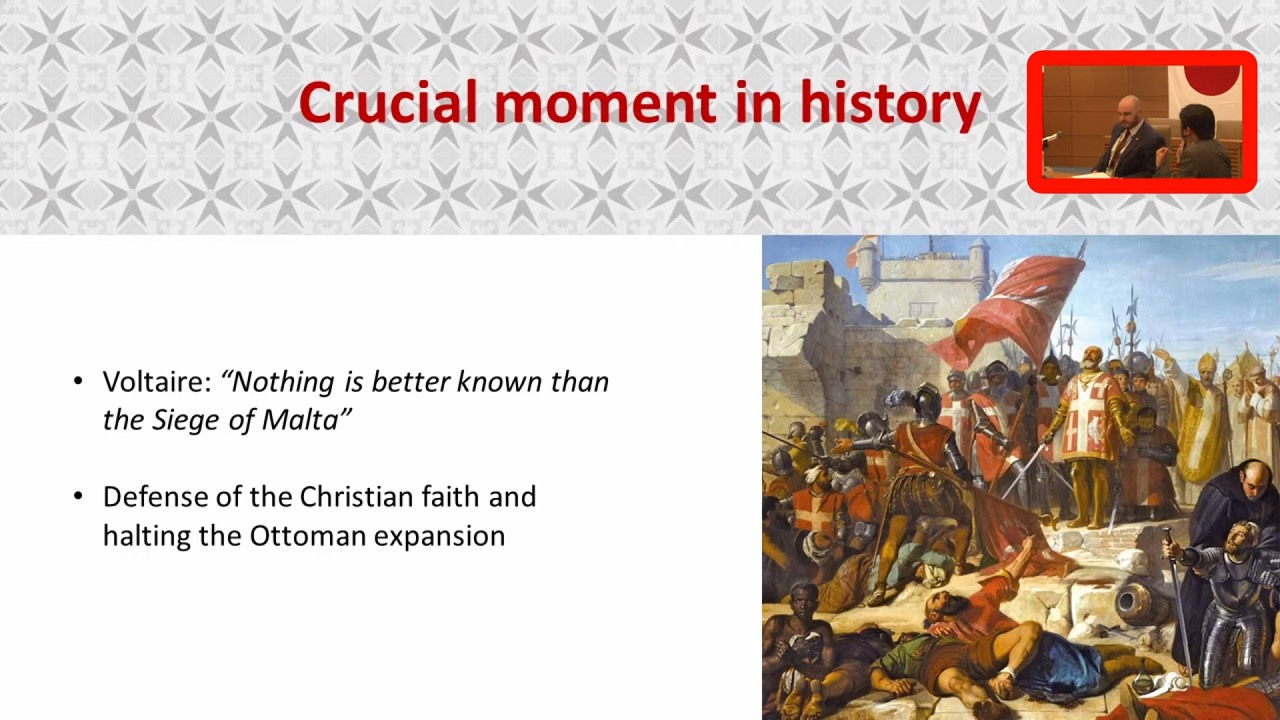 Crucial moment in history
• Voltaire: “Nothing is better known than
the Siege of Malta”
• Defense of the Christian faith and
halting the Ottoman expansion